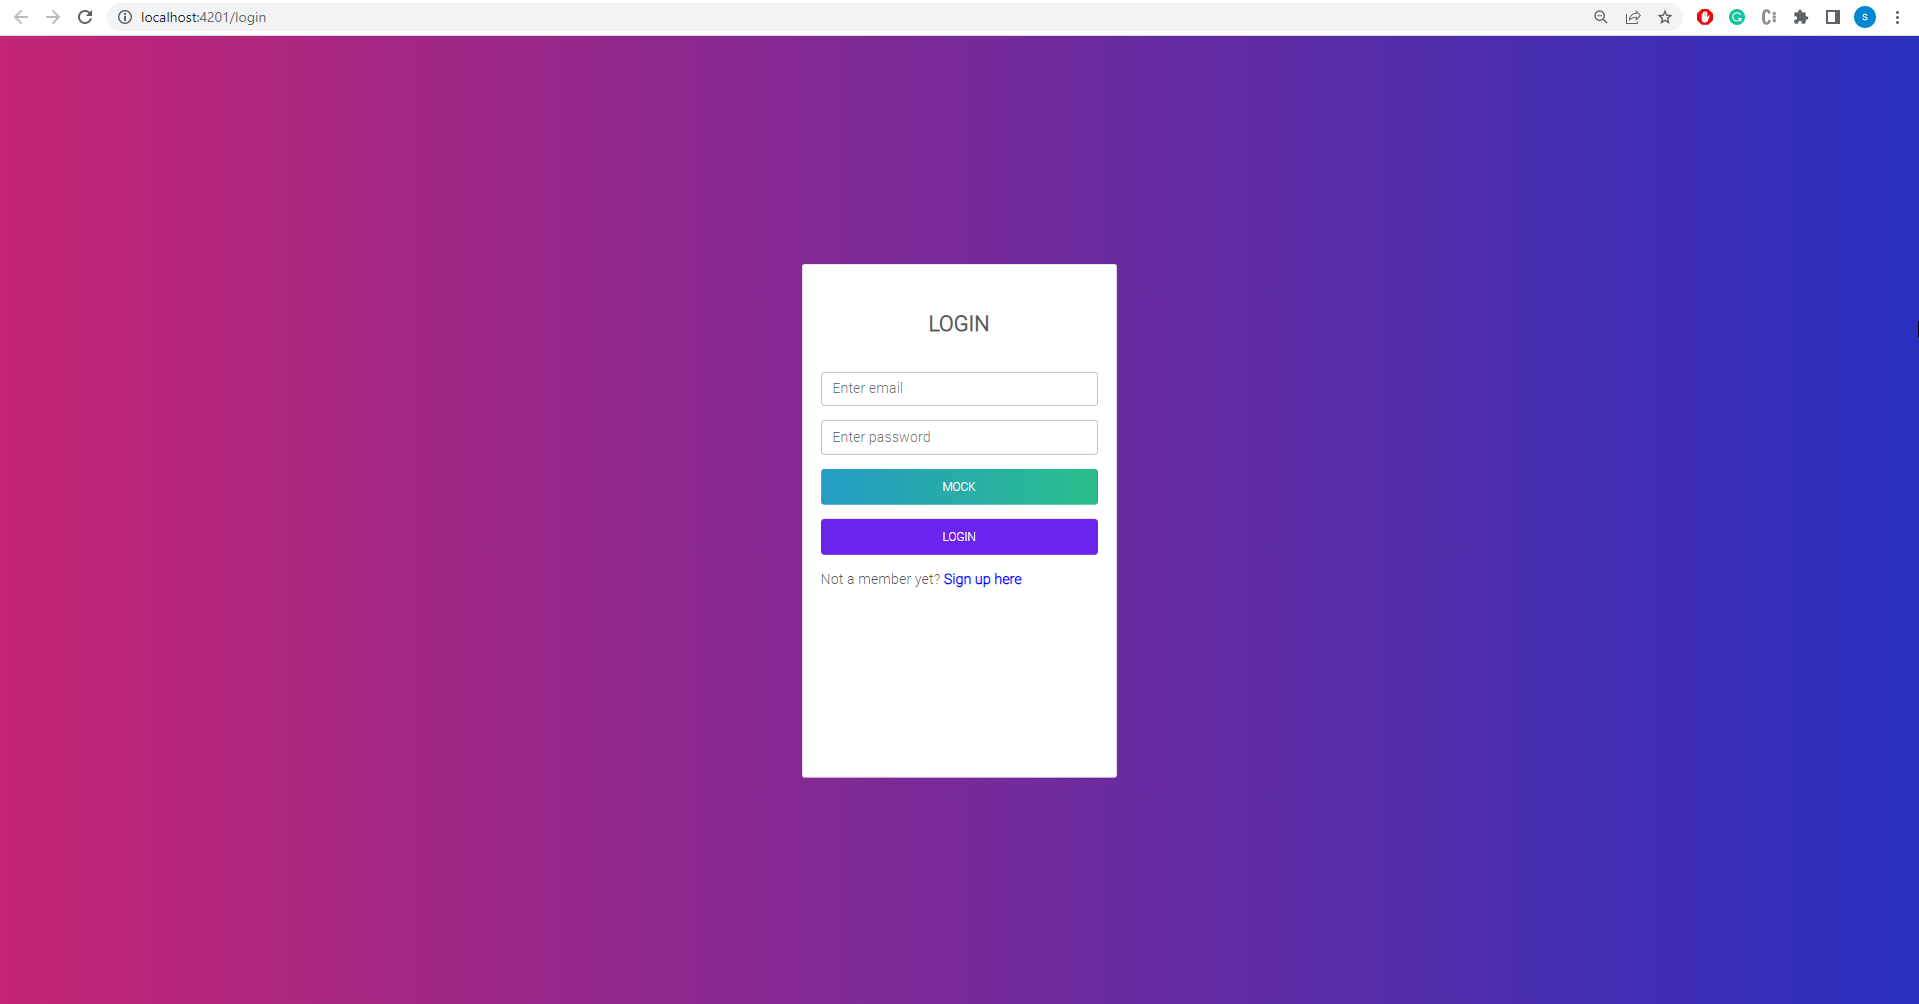 localhost:4201/login
s
LOGIN
Enter email
Enter password
MOCK
LOGIN
Not a member yet? Sign up here